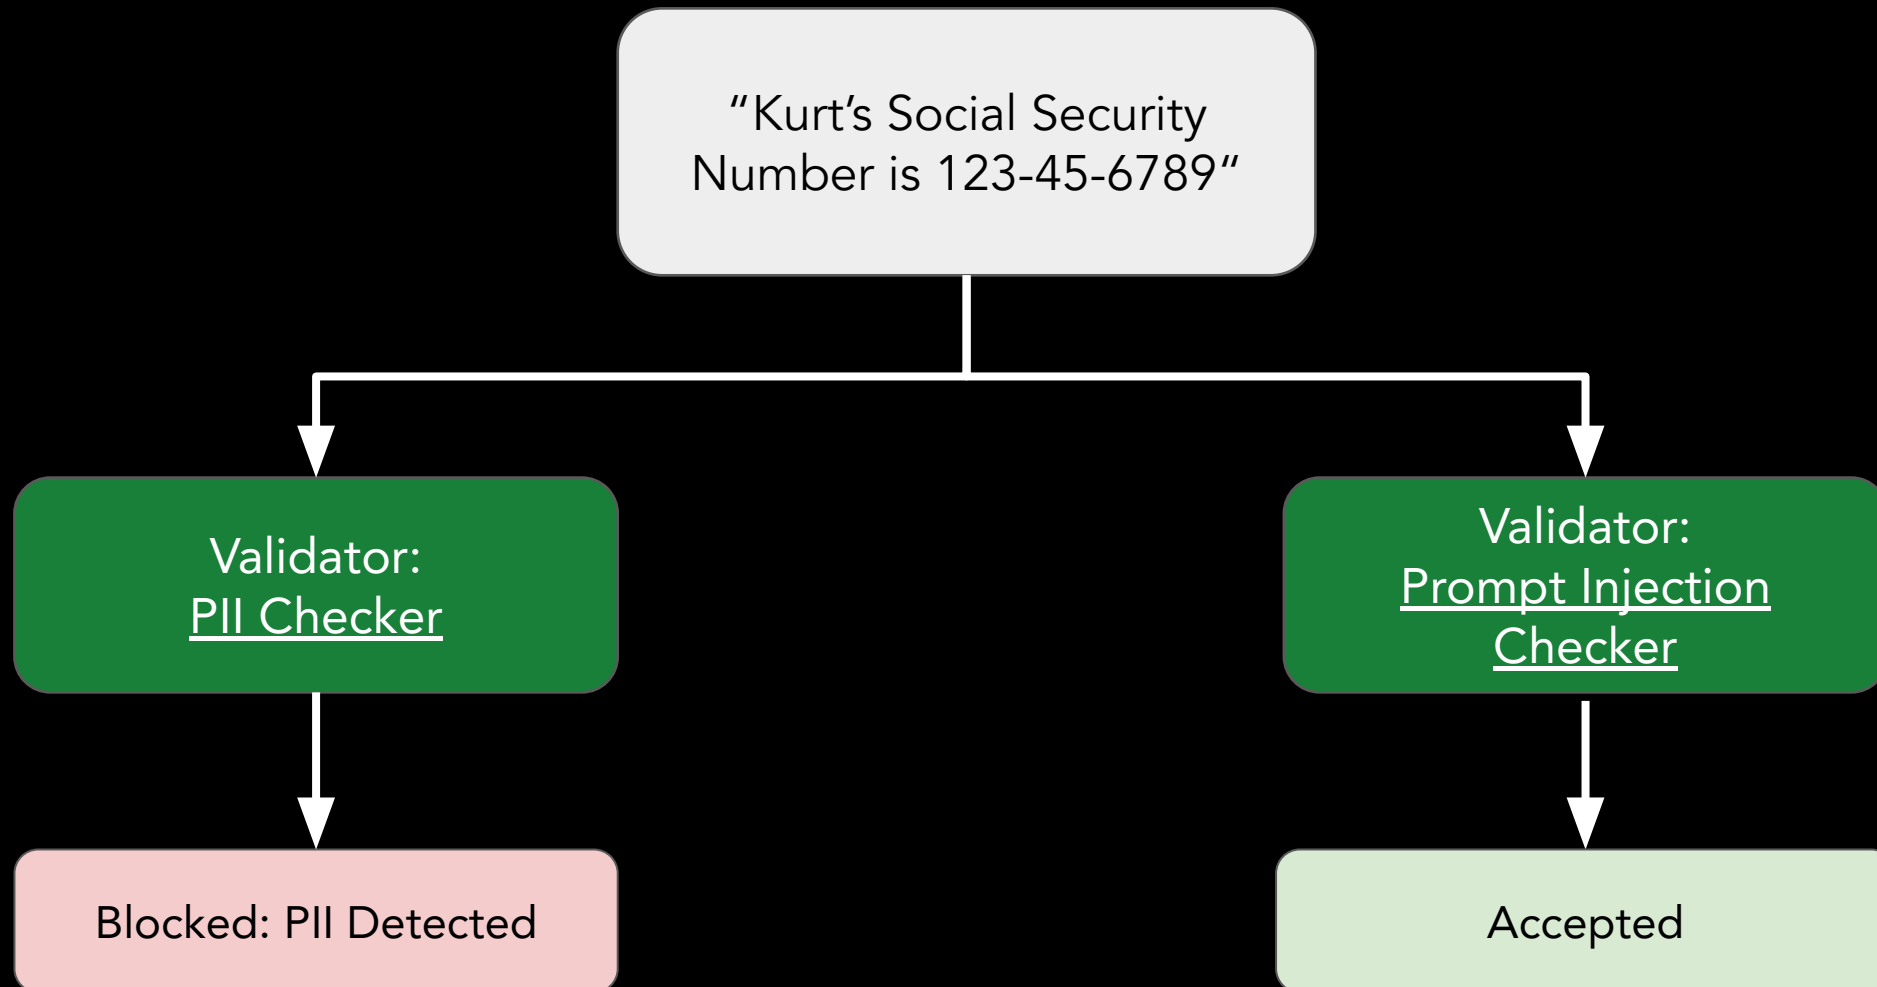 “Kurt’s Social Security
Number is 123-45-6789“
Validator:
PII Checker
Validator:
Prompt Injection
Checker
Blocked: PII Detected
Accepted